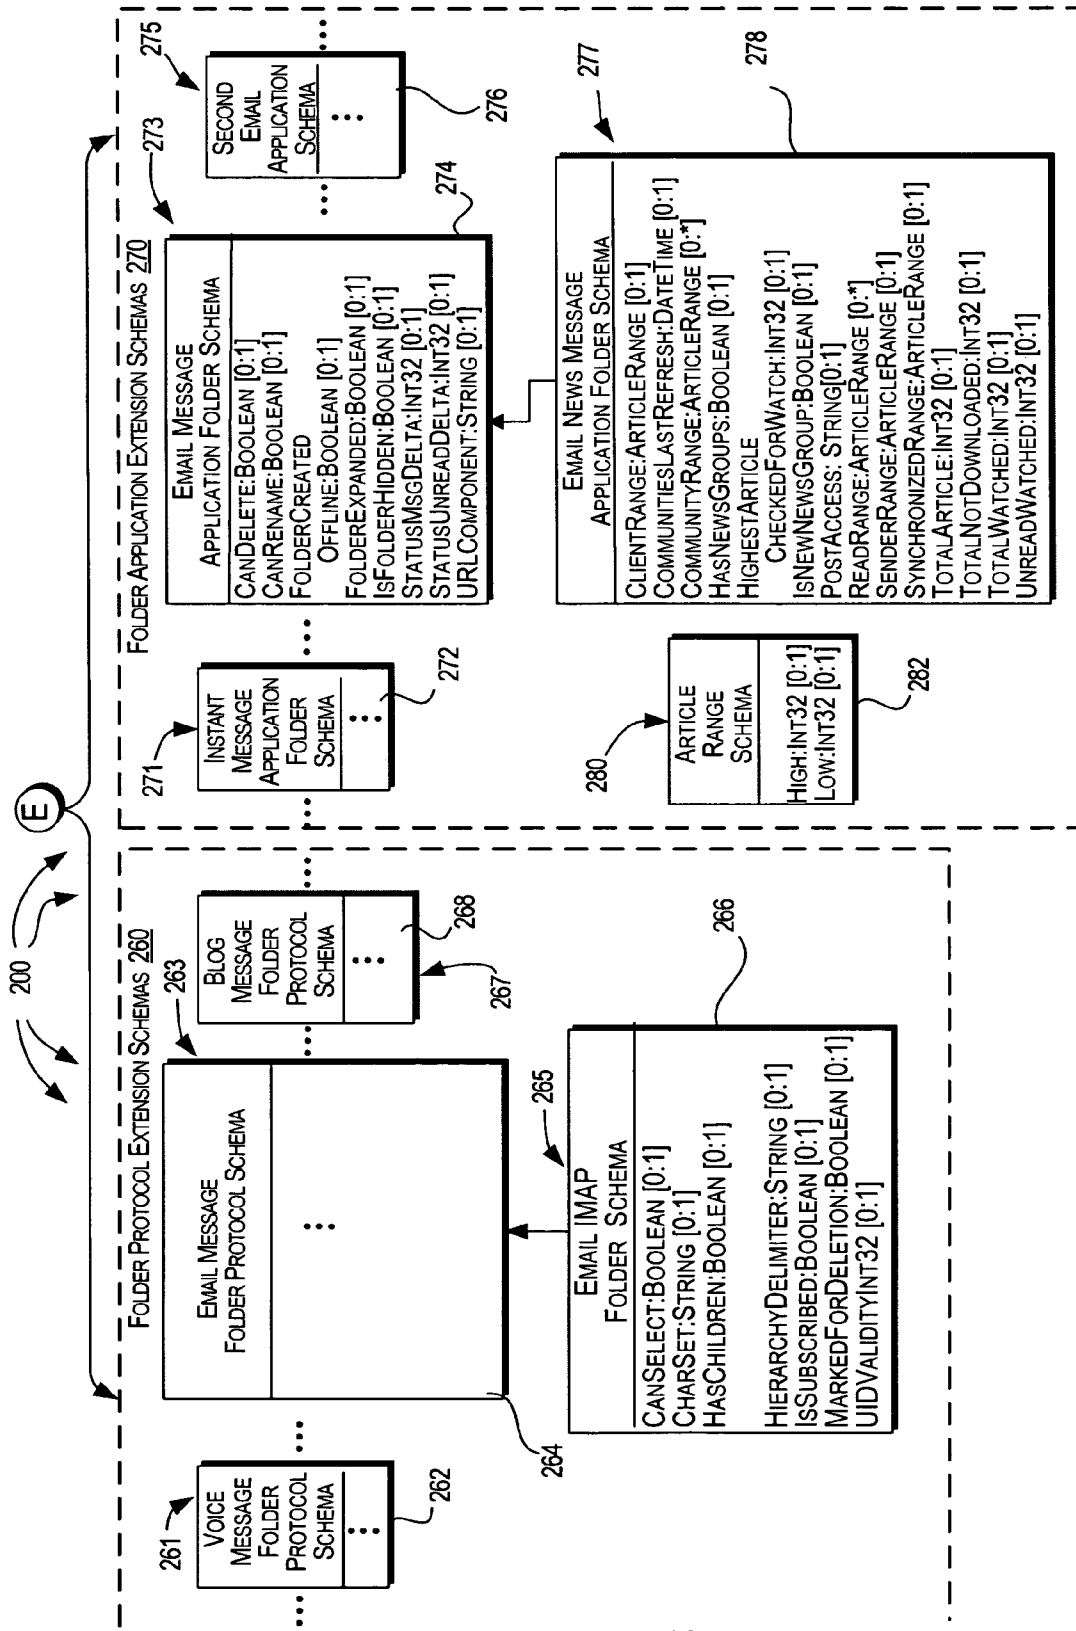 E
200
FOLDER PROTOCOL EXTENSION SCHEMAS 260
261
VOICE
MESSAGE
FOLDER
PROTOCOL
SCHEMA
262
263
EMAIL MESSAGE
FOLDER PROTOCOL SCHEMA
264
BLOG
MESSAGE
FOLDER
PROTOCOL
SCHEMA
268
267
265
EMAIL IMAP
FOLDER SCHEMA
CANSELECT:BOOLEAN [0:1]
CHARSET:STRING [0:1]
HASCHILDREN:BOOLEAN [0:1]
HIERARCHYDELIMITER:STRING [0:1]
ISSUBSCRIBED:BOOLEAN [0:1]
MARKEDFORDELETION:BOOLEAN [0:1]
UIDVALIDITYINT32 [0:1]
266
FOLDER APPLICATION EXTENSION SCHEMAS 270
271
INSTANT
MESSAGE
APPLICATION
FOLDER
SCHEMA
272
273
EMAIL MESSAGE
APPLICATION FOLDER SCHEMA
CANDELETE:BOOLEAN [0:1]
CANRENAME:BOOLEAN [0:1]
FOLDERCREATED
OFFLINE:BOOLEAN [0:1]
FOLDEREXPANDED:BOOLEAN [0:1]
ISFOLDERHIDDEN:BOOLEAN [0:1]
STATUSMSGDELTA:INT32 [0:1]
STATUSUNREADDELTA:INT32 [0:1]
URLCOMPONENT:STRING [0:1]
274
275
SECOND
EMAIL
APPLICATION
SCHEMA
276
280
ARTICLE
RANGE
SCHEMA
HIGH:INT32 [0:1]
LOW:INT32 [0:1]
282
277
EMAIL NEWS MESSAGE
APPLICATION FOLDER SCHEMA
CLIENTRANGE:ARTICLERANGE [0:1]
COMMUNITIESLASTREFRESH:DATETIME [0:1]
COMMUNITYRANGE:ARTICLERANGE [0:*]
HASNEWSGROUPS:BOOLEAN [0:1]
HIGHESTARTICLE
CHECKEDFORWATCH:INT32 [0:1]
ISNEWNEWSGROUP:BOOLEAN [0:1]
POSTACCESS: STRING[0:1]
READRANGE:ARTICLERANGE [0:*]
SENDERRANGE:ARTICLERANGE [0:1]
SYNCHRONIZEDRANGE:ARTICLERANGE [0:1]
TOTALARTICLE:INT32 [0:1]
TOTALNOTDOWNLOADED:INT32 [0:1]
TOTALWATCHED:INT32 [0:1]
UNREADWATCHED:INT32 [0:1]
278